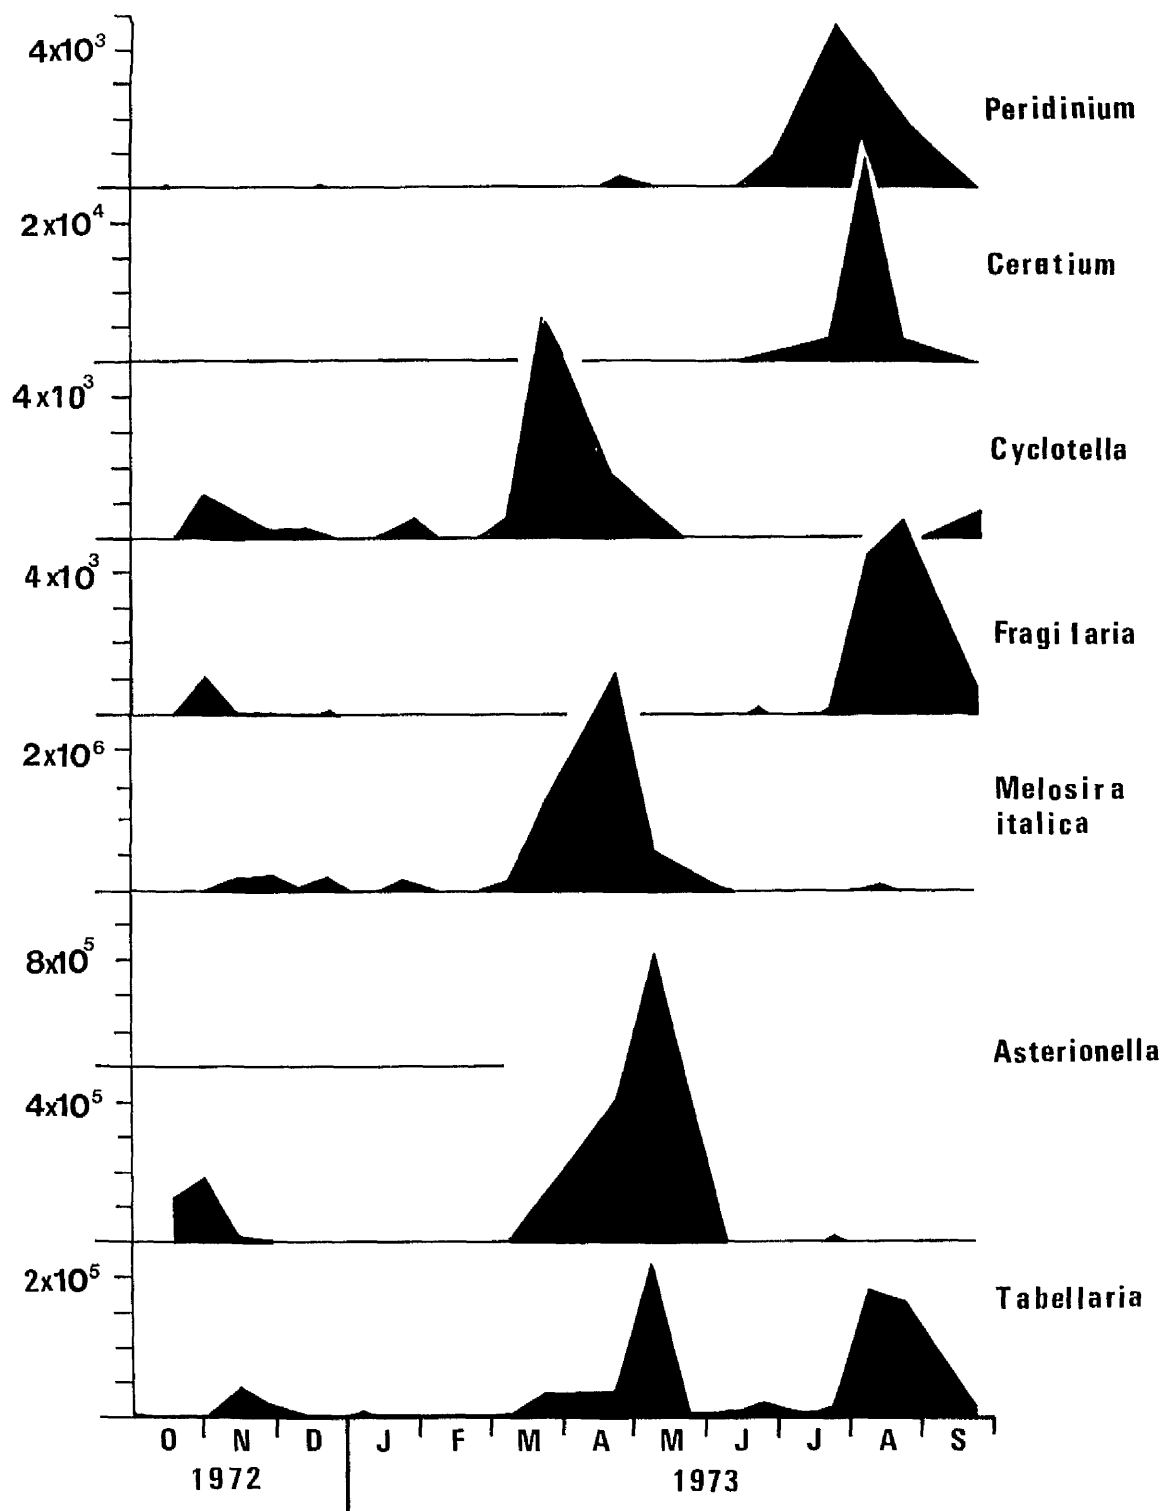 4x10³
Peridinium
2x10⁴
Ceratium
4x10³
Cyclotella
4x10³
Fragilaria
2x10⁶
Melosira
italica
8x10⁵
Asterionella
4x10⁵
2x10⁵
Tabellaria
O N D J F M A M J J A S
1972 1973